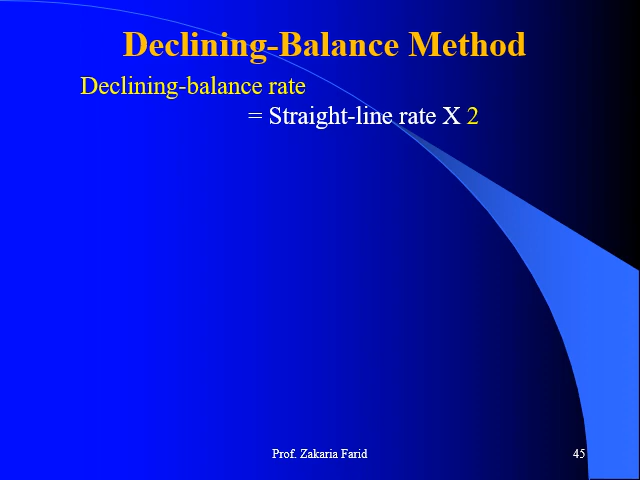 Declining-Balance Method
Declining-balance rate
= Straight-line rate X 2
Prof. Zakaria Farid
45